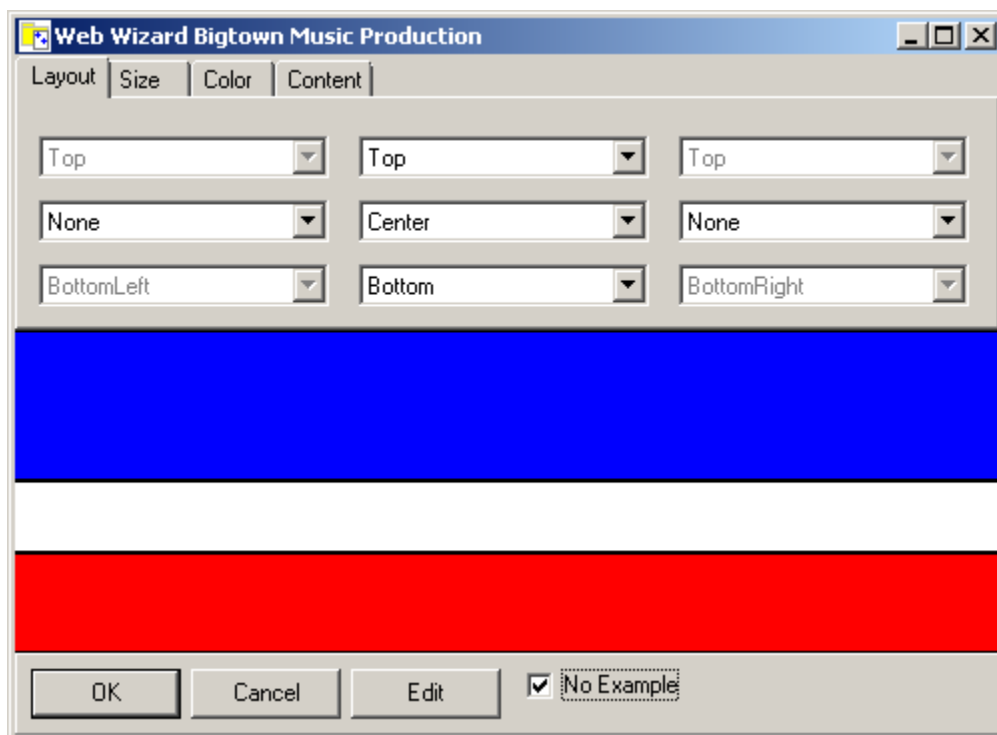 Web Wizard Bigtown Music Production
Layout Size Color Content
Top Top Top
None Center None
BottomLeft Bottom BottomRight
OK Cancel Edit No Example